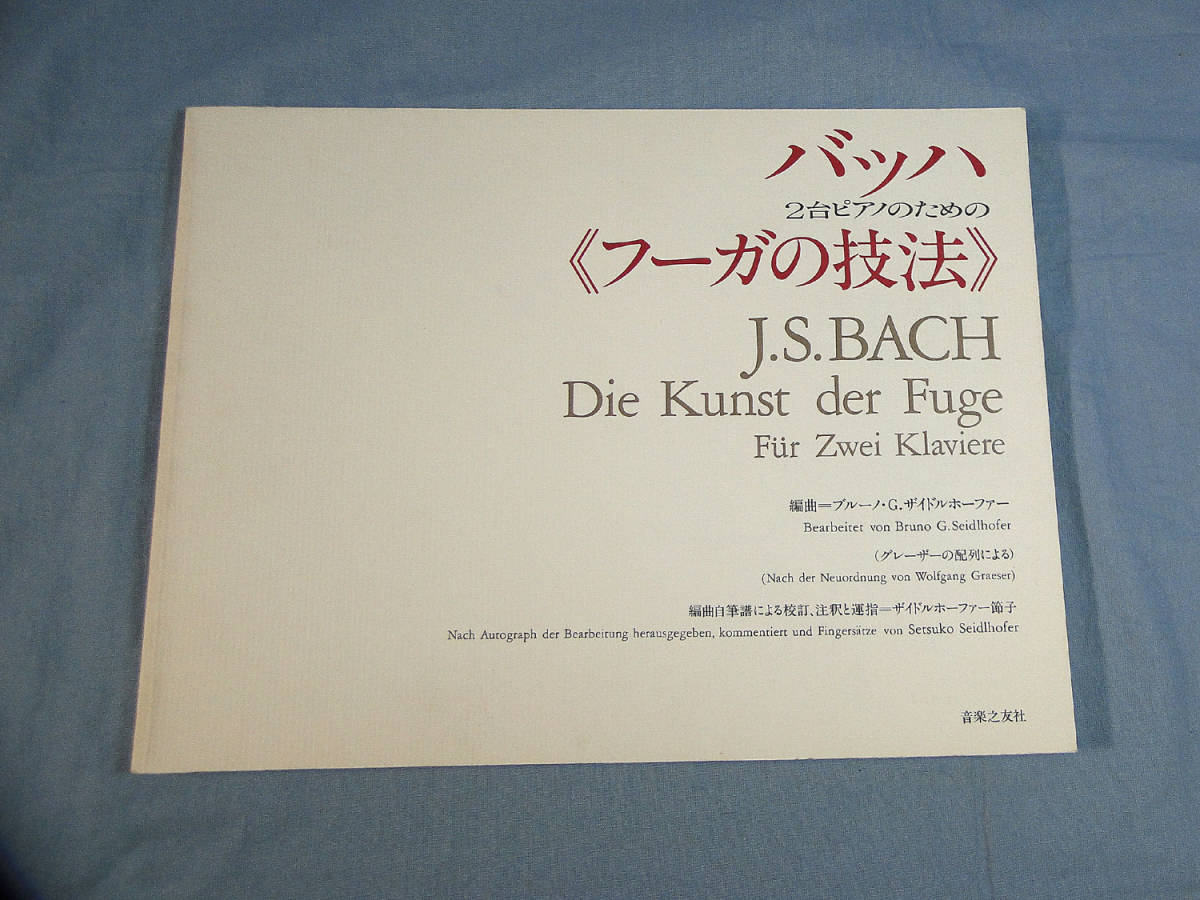 バッハ
2台ピアノのための
《フーガの技法》
J.S.BACH
Die Kunst der Fuge
Für Zwei Klaviere
編曲=ブルーノ・G.ザイドルホーファー
Bearbeitet von Bruno G.Seidlhofer
(グレーザーの配列による)
(Nach der Neuordnung von Wolfgang Graeser)
編曲自筆譜による校訂、注釈と運指=ザイドルホーファー節子
Nach Autograph der Bearbeitung herausgegeben, kommentiert und Fingersätze von Setsuko Seidlhofer
音楽之友社